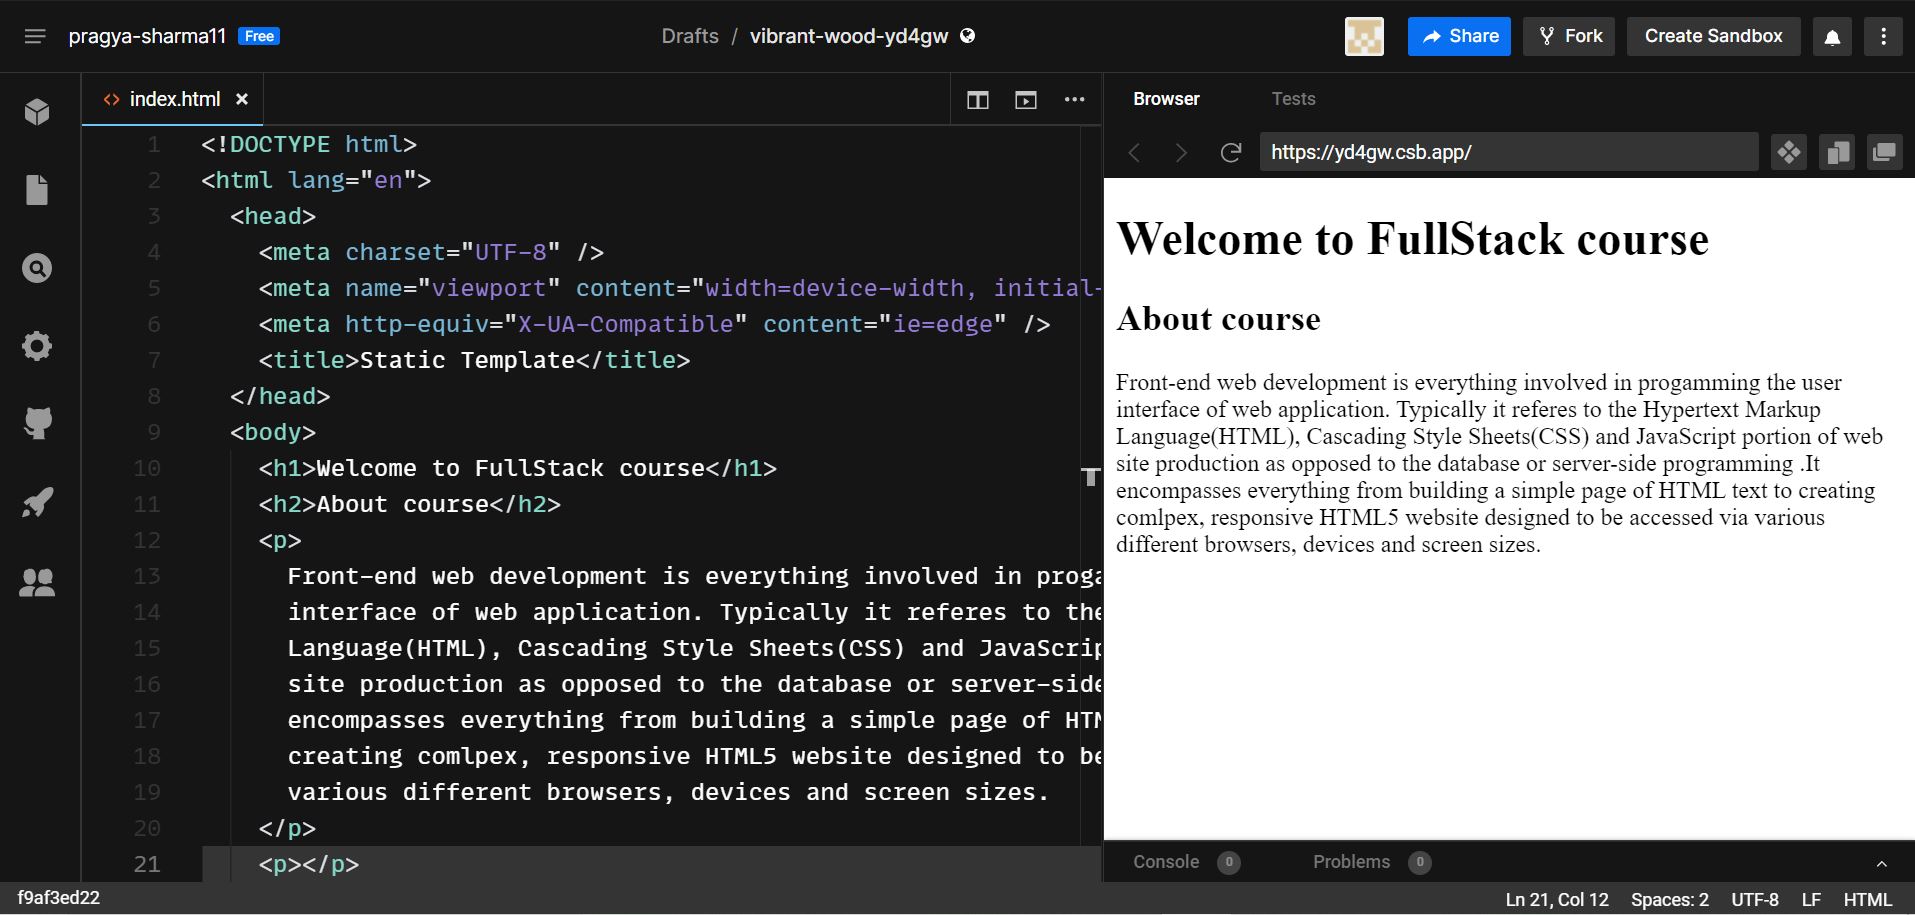 pragya-sharma11 Free
Drafts / vibrant-wood-yd4gw
Share
Fork
Create Sandbox
index.html
1 <!DOCTYPE html>
2 <html lang="en">
3 <head>
4 <meta charset="UTF-8" />
5 <meta name="viewport" content="width=device-width, initial-
6 <meta http-equiv="X-UA-Compatible" content="ie=edge" />
7 <title>Static Template</title>
8 </head>
9 <body>
10 <h1>Welcome to FullStack course</h1>
11 <h2>About course</h2>
12 <p>
13 Front-end web development is everything involved in proga
14 interface of web application. Typically it referes to the
15 Language(HTML), Cascading Style Sheets(CSS) and JavaScrip
16 site production as opposed to the database or server-side
17 encompasses everything from building a simple page of HTM
18 creating comlpex, responsive HTML5 website designed to be
19 various different browsers, devices and screen sizes.
20 </p>
21 <p></p>
Browser
Tests
https://yd4gw.csb.app/
Welcome to FullStack course
About course
Front-end web development is everything involved in progamming the user
interface of web application. Typically it referes to the Hypertext Markup
Language(HTML), Cascading Style Sheets(CSS) and JavaScript portion of web
site production as opposed to the database or server-side programming .It
encompasses everything from building a simple page of HTML text to creating
comlpex, responsive HTML5 website designed to be accessed via various
different browsers, devices and screen sizes.
Console 0
Problems 0
f9af3ed22
Ln 21, Col 12 Spaces: 2 UTF-8 LF HTML